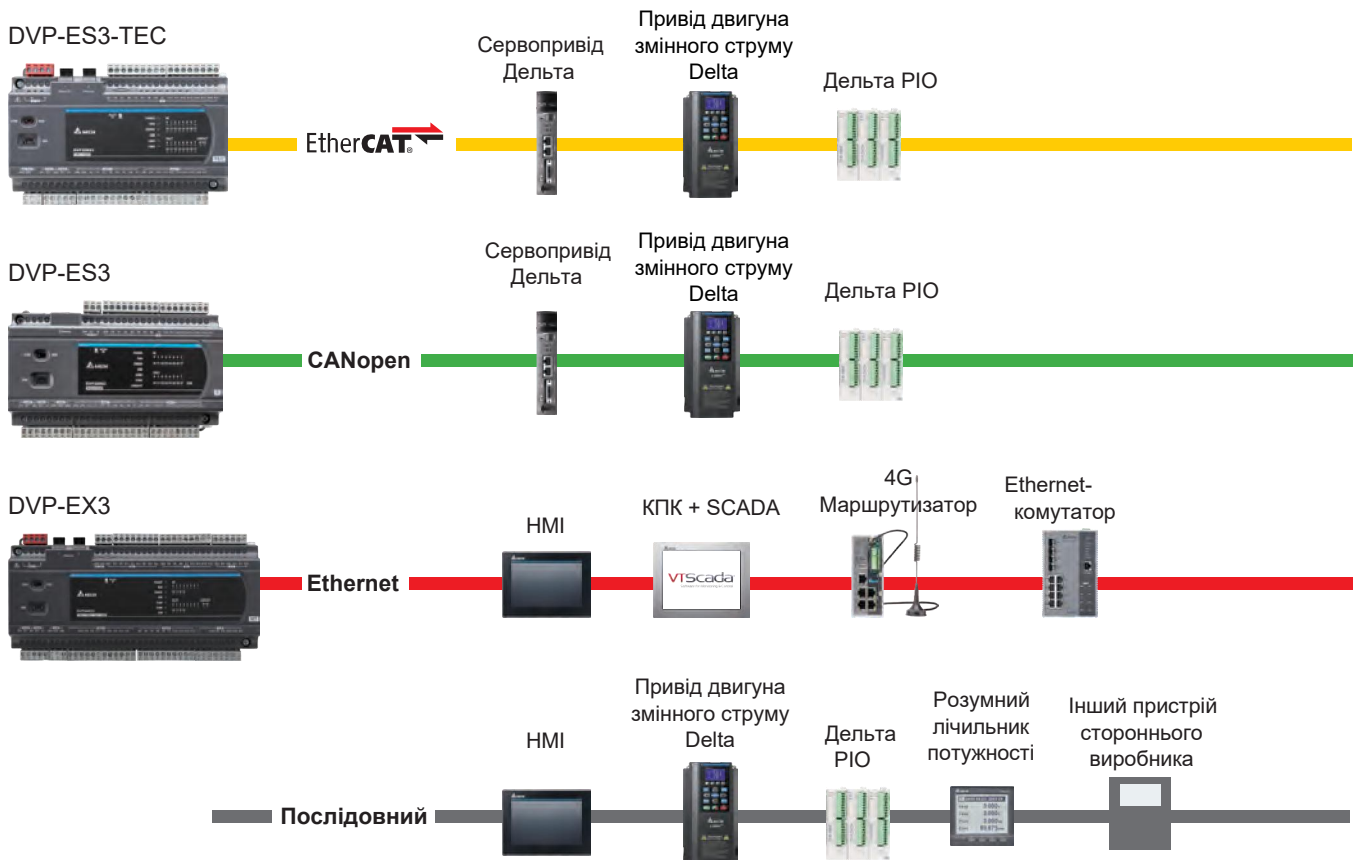 DVP-ES3-TEC
Сервопривід
Дельта
Привід двигуна
змінного струму
Delta
Дельта PIO
EtherCAT®
DVP-ES3
Сервопривід
Дельта
Привід двигуна
змінного струму
Delta
Дельта PIO
CANopen
DVP-EX3
HMI
КПК + SCADA
4G
Маршрутизатор
Ethernet-
комутатор
VTScada
Ethernet
HMI
Привід двигуна
змінного струму
Delta
Дельта
PIO
Розумний
лічильник
потужності
Інший пристрій
стороннього
виробника
Послідовний